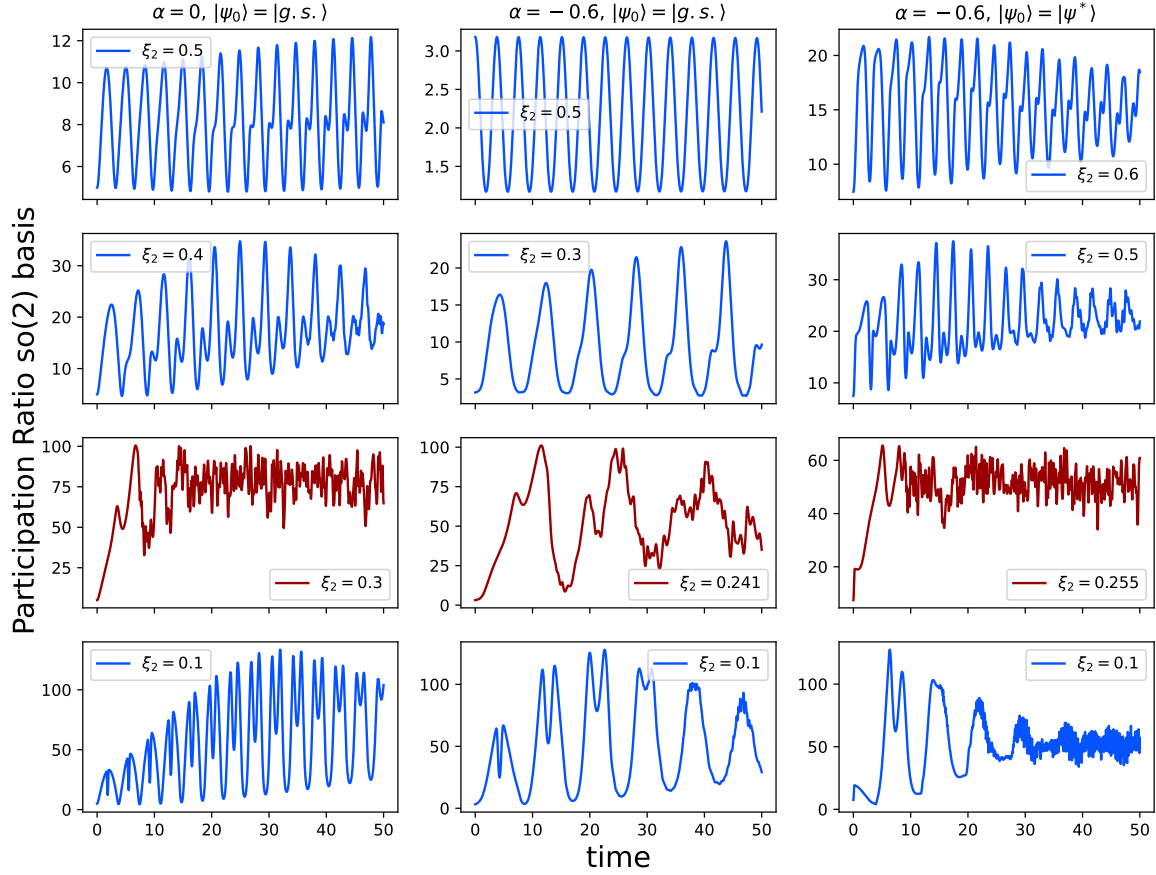 α = 0, |ψ₀⟩ = |g.s.⟩
α = −0.6, |ψ₀⟩ = |g.s.⟩
α = −0.6, |ψ₀⟩ = |ψ*⟩
Participation Ratio so(2) basis
12
10
8
6
ξ₂ = 0.5
3.0
2.5
2.0
1.5
ξ₂ = 0.5
20
15
10
ξ₂ = 0.6
30
20
10
ξ₂ = 0.4
20
15
10
5
ξ₂ = 0.3
30
20
10
ξ₂ = 0.5
100
75
50
25
ξ₂ = 0.3
100
75
50
25
0
ξ₂ = 0.241
60
40
20
ξ₂ = 0.255
100
50
0
ξ₂ = 0.1
100
50
0
ξ₂ = 0.1
100
50
0
ξ₂ = 0.1
0 10 20 30 40 50
0 10 20 30 40 50
0 10 20 30 40 50
time